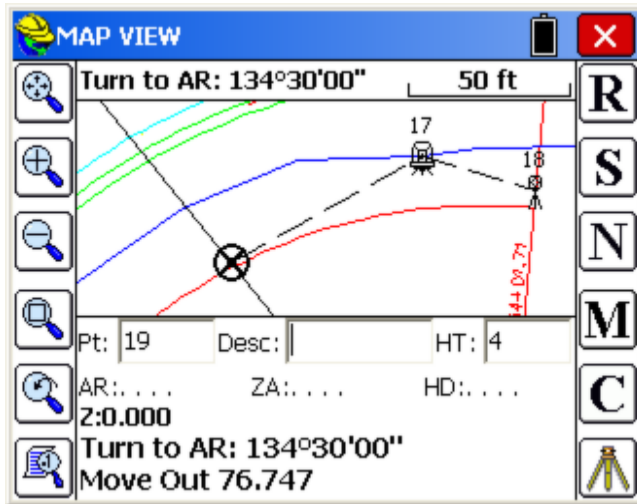 MAP VIEW
Turn to AR: 134°30'00" 50 ft
R
S
N
M
C
17
18
Pt: 19 Desc: HT: 4
AR:.... ZA:.... HD:....
Z:0.000
Turn to AR: 134°30'00"
Move Out 76.747